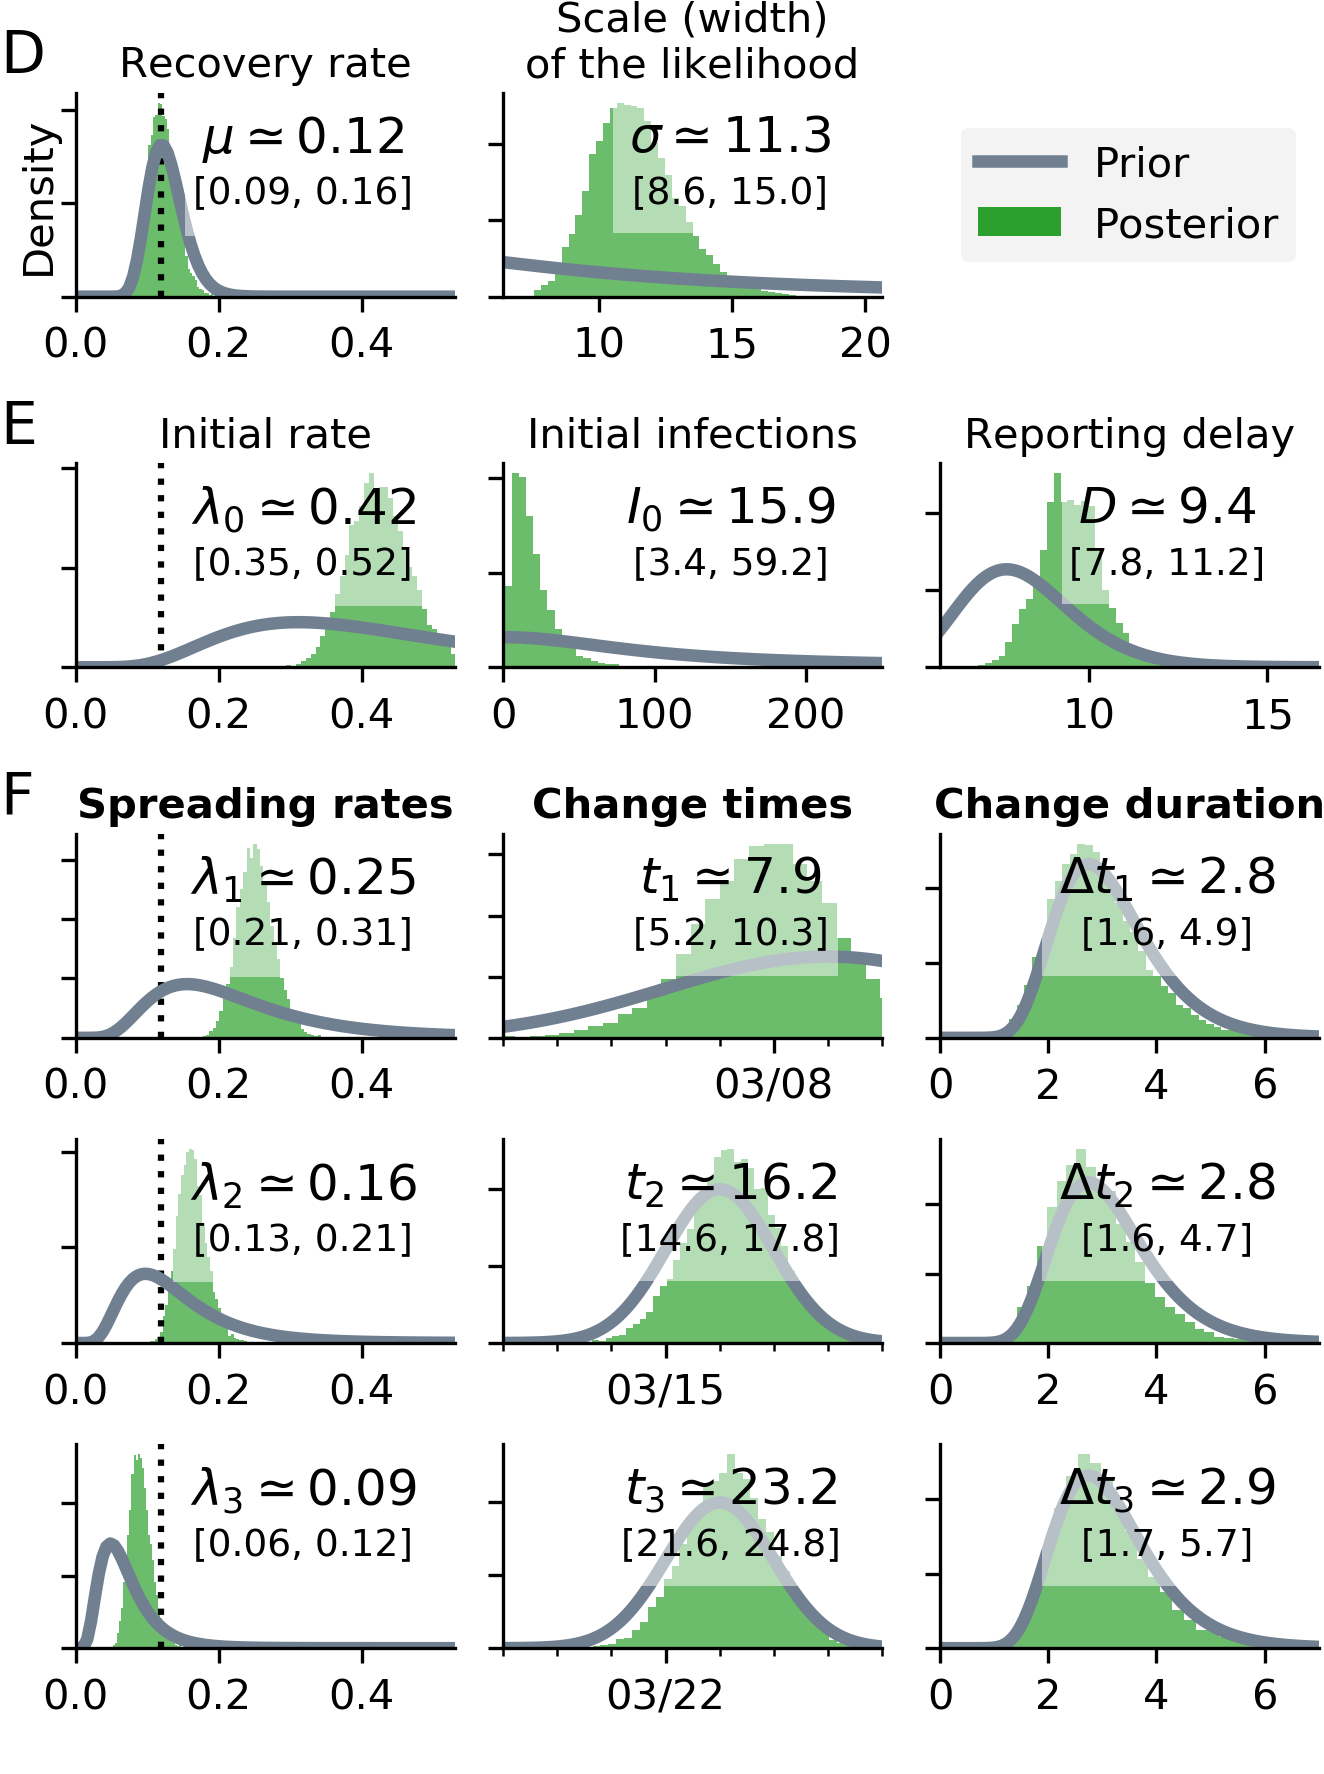 D
Recovery rate
Scale (width)
of the likelihood
Density
μ ≃ 0.12
[0.09, 0.16]
σ ≃ 11.3
[8.6, 15.0]
Prior
Posterior
0.0 0.2 0.4
10 15 20
E
Initial rate
Initial infections
Reporting delay
λ₀ ≃ 0.42
[0.35, 0.52]
I₀ ≃ 15.9
[3.4, 59.2]
D ≃ 9.4
[7.8, 11.2]
0.0 0.2 0.4
0 100 200
10 15
F
Spreading rates
Change times
Change duration
λ₁ ≃ 0.25
[0.21, 0.31]
t₁ ≃ 7.9
[5.2, 10.3]
Δt₁ ≃ 2.8
[1.6, 4.9]
0.0 0.2 0.4
03/08
0 2 4 6
λ₂ ≃ 0.16
[0.13, 0.21]
t₂ ≃ 16.2
[14.6, 17.8]
Δt₂ ≃ 2.8
[1.6, 4.7]
0.0 0.2 0.4
03/15
0 2 4 6
λ₃ ≃ 0.09
[0.06, 0.12]
t₃ ≃ 23.2
[21.6, 24.8]
Δt₃ ≃ 2.9
[1.7, 5.7]
0.0 0.2 0.4
03/22
0 2 4 6